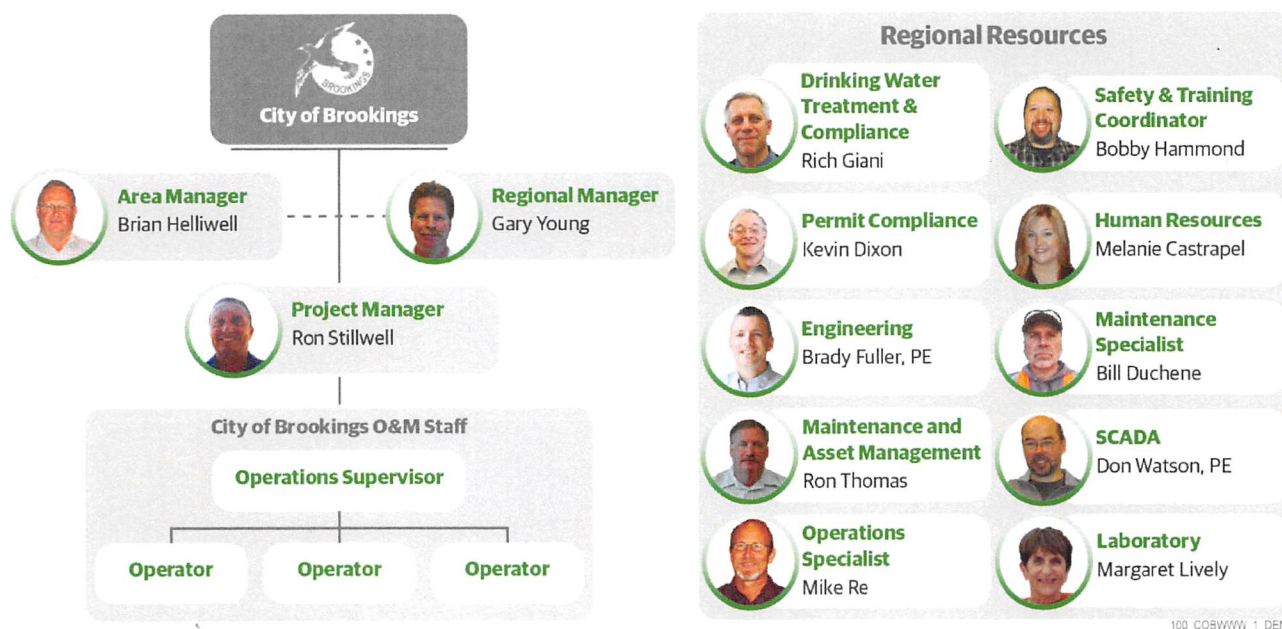 BROOKINGS
City of Brookings
Area Manager
Brian Helliwell
Regional Manager
Gary Young
Project Manager
Ron Stillwell
City of Brookings O&M Staff
Operations Supervisor
Operator
Operator
Operator
Regional Resources
Drinking Water
Treatment &
Compliance
Rich Giani
Safety & Training
Coordinator
Bobby Hammond
Permit Compliance
Kevin Dixon
Human Resources
Melanie Castrapel
Engineering
Brady Fuller, PE
Maintenance
Specialist
Bill Duchene
Maintenance and
Asset Management
Ron Thomas
SCADA
Don Watson, PE
Operations
Specialist
Mike Re
Laboratory
Margaret Lively